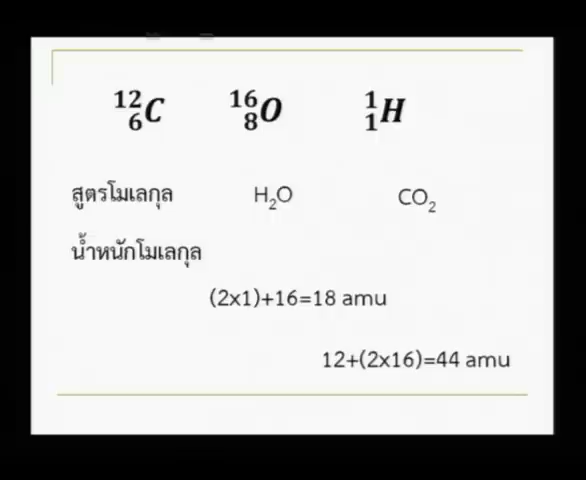 ¹²₆C ¹⁶₈O ¹₁H
สูตรโมเลกุล H₂O CO₂
น้ำหนักโมเลกุล
(2x1)+16=18 amu
12+(2x16)=44 amu